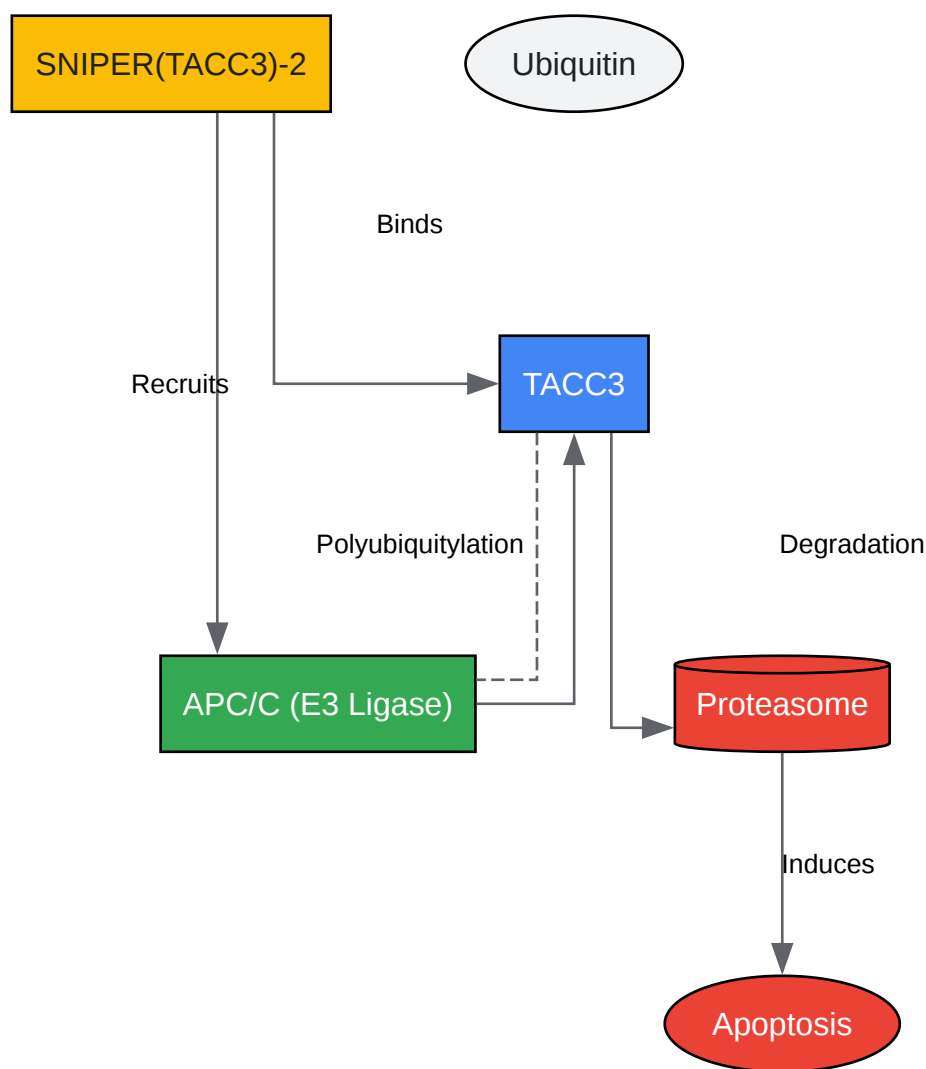 SNIPER(TACC3)-2
Ubiquitin
Binds
Recruits
TACC3
Polyubiquitylation
Degradation
APC/C (E3 Ligase)
Proteasome
Induces
Apoptosis